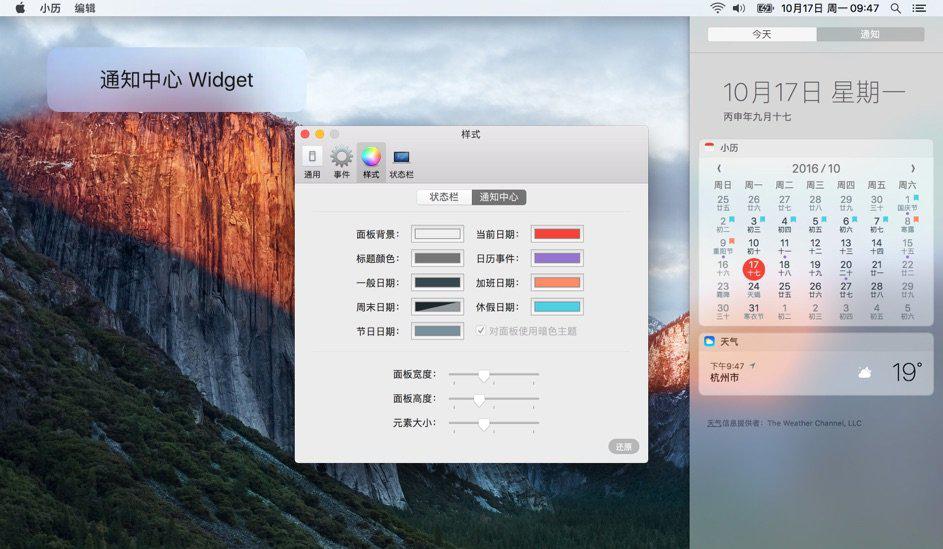 小历 编辑
10月17日 周一 09:47
通知中心 Widget
样式
通用 事件 样式 状态栏
状态栏 通知中心
面板背景： 当前日期：
标题颜色： 日历事件：
一般日期： 加班日期：
周末日期： 休假日期：
节日日期： 对面板使用暗色主题
面板宽度：
面板高度：
元素大小：
还原
今天 通知
10月17日 星期一
丙申年九月十七
小历
2016/10
周日 周一 周二 周三 周四 周五 周六
25 26 27 28 29 30 1
廿五 廿六 廿七 廿八 廿九 三十 国庆节
2 3 4 5 6 7 8
初二 初三 初四 初五 初六 初七 寒露
9 10 11 12 13 14 15
重阳节 初十 十一 十二 十三 十四 十五
16 17 18 19 20 21 22
十六 十七 十八 十九 二十 廿一 廿二
23 24 25 26 27 28 29
霜降 天蝎 廿五 廿六 廿七 廿八 廿九
30 31 1 2 3 4 5
三十 寒衣节 初二 初三 初四 初五 初六
天气
下午9:47
杭州市
19°
天气信息提供者：The Weather Channel, LLC